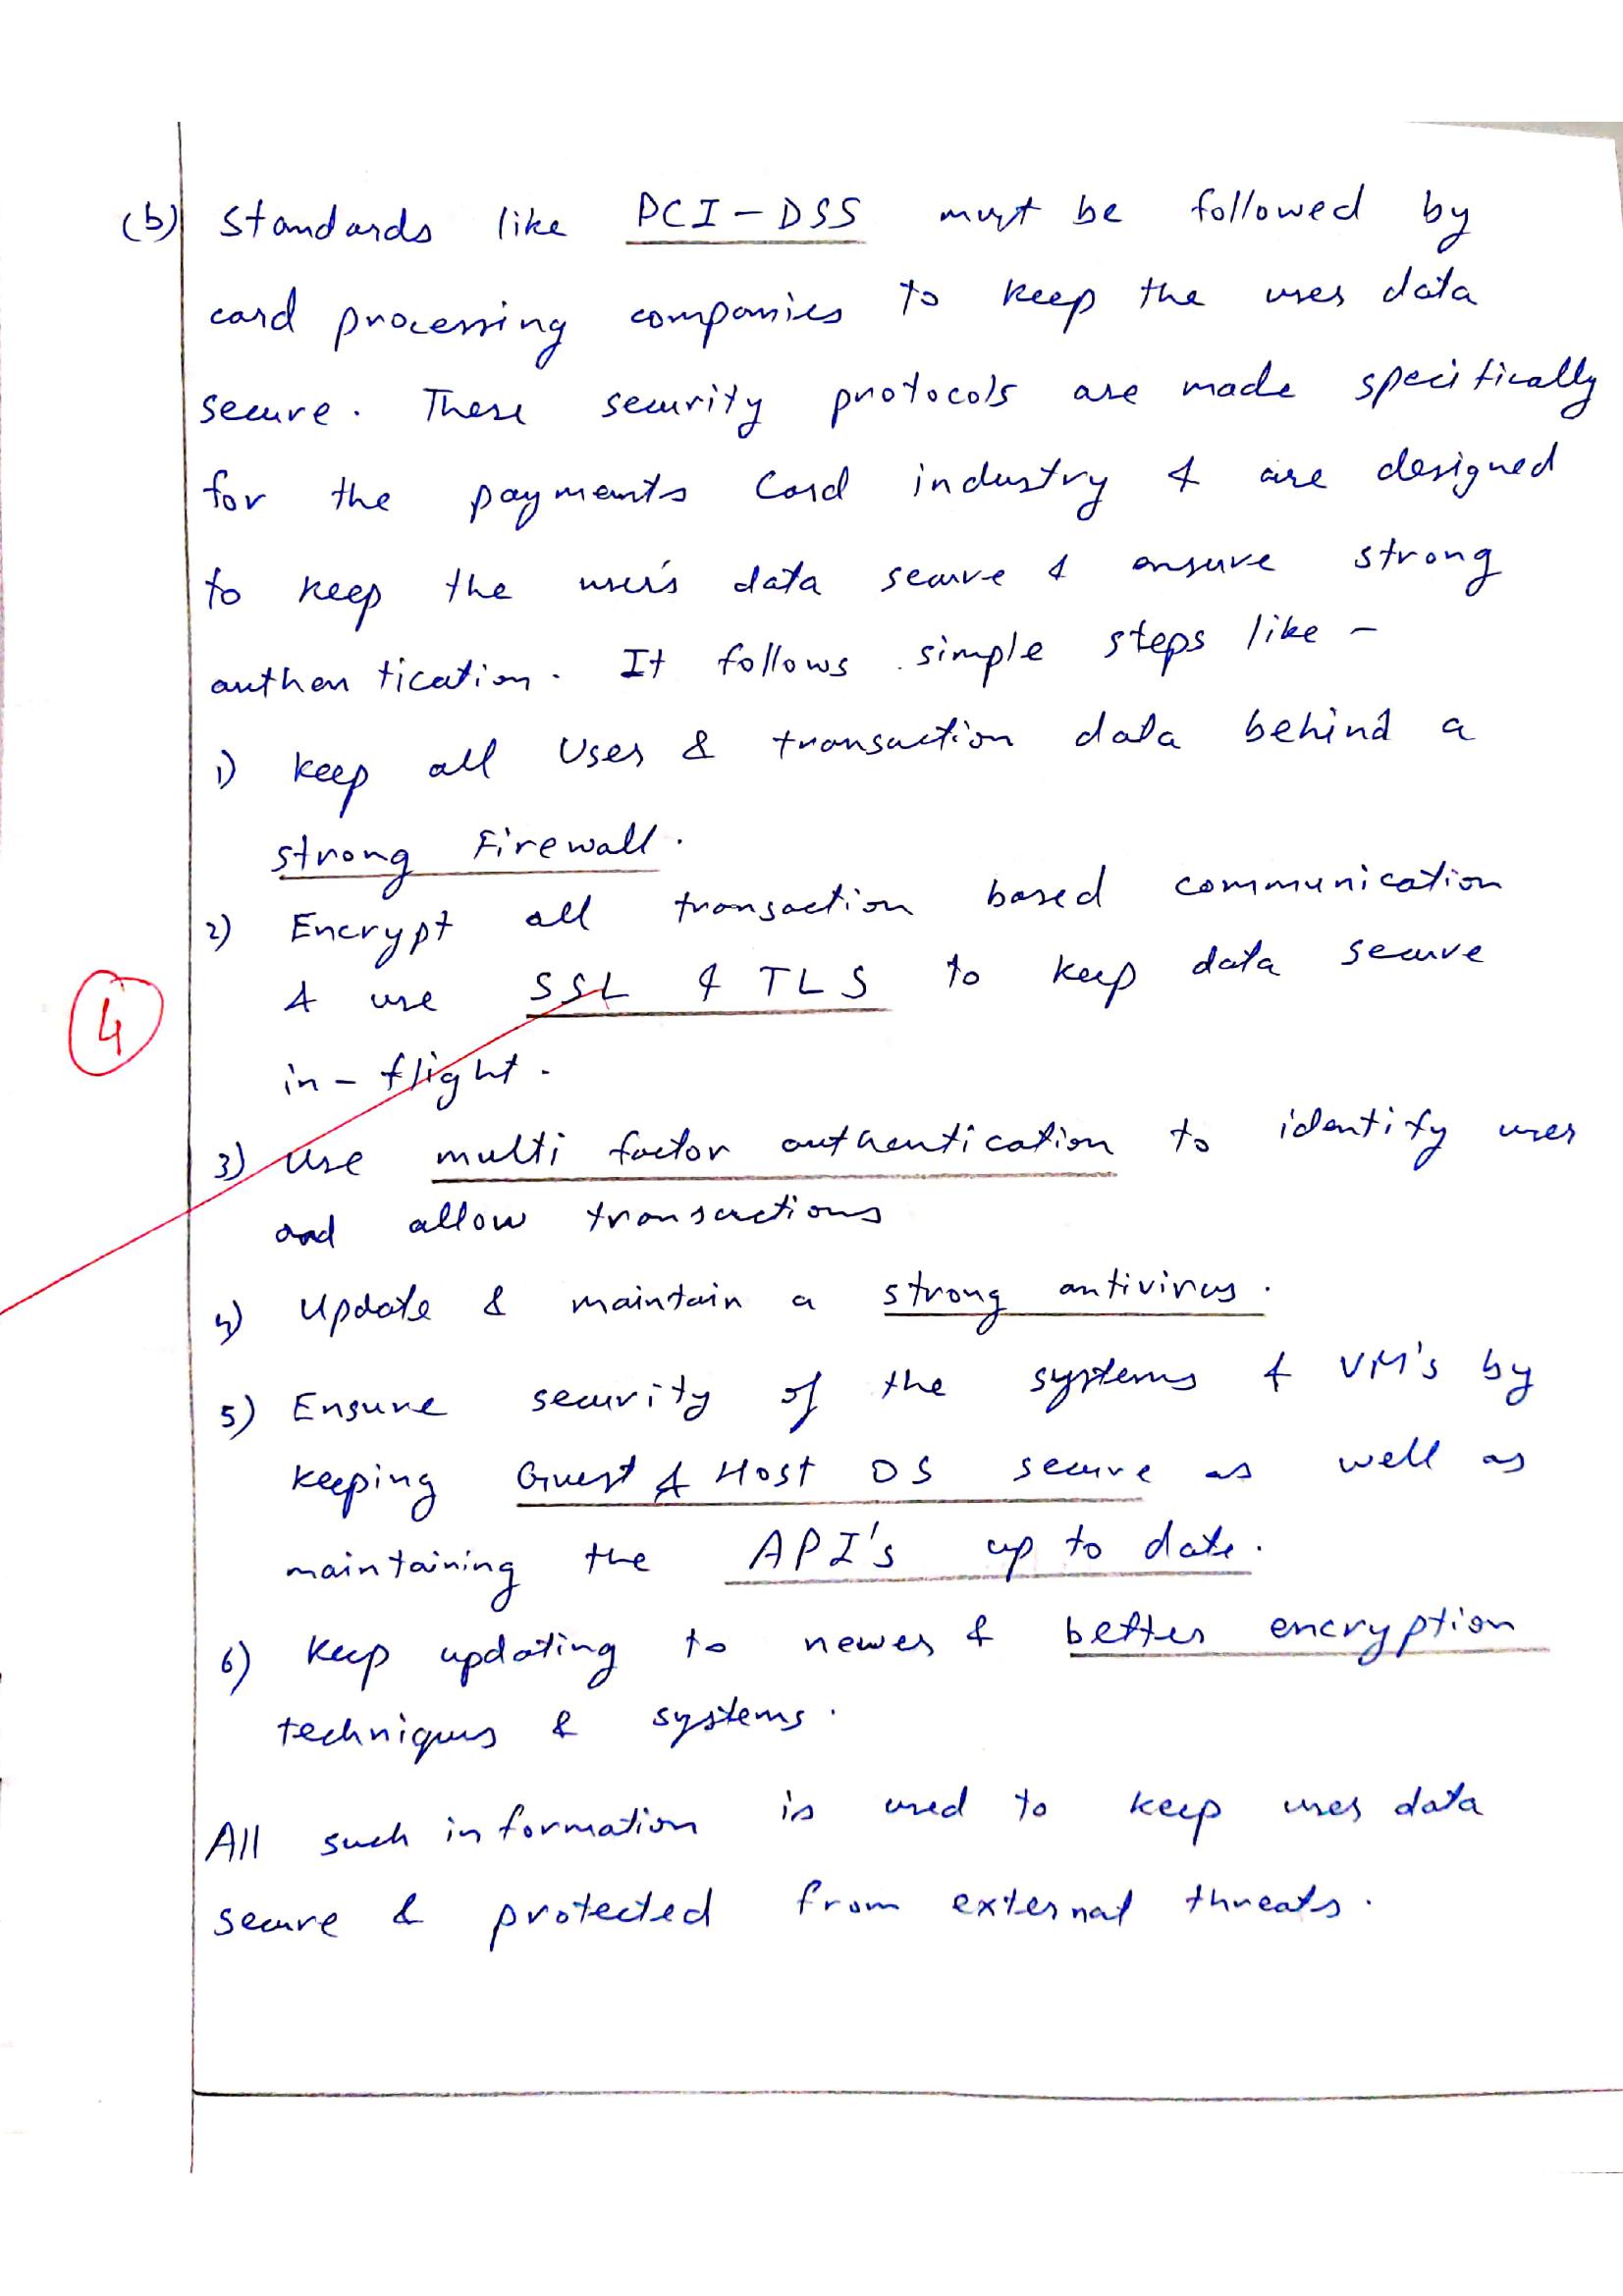 (b) Standards like PCI-DSS must be followed by
card processing companies to keep the user data
secure. These security protocols are made specifically
for the payments Card industry & are designed
to keep the user's data secure & ensure strong
authentication. It follows simple steps like -
1) Keep all User & transaction data behind a
strong Firewall.
2) Encrypt all transaction based communication
& use SSL & TLS to keep data secure
in-flight.
4
3) Use multi factor authentication to identify user
and allow transactions
4) Update & maintain a strong antivirus.
5) Ensure security of the systems & VM's by
keeping Guest & Host OS secure as well as
maintaining the API's up to date.
6) Keep updating to newer & better encryption
techniques & systems.
All such information is used to keep user data
secure & protected from external threats.